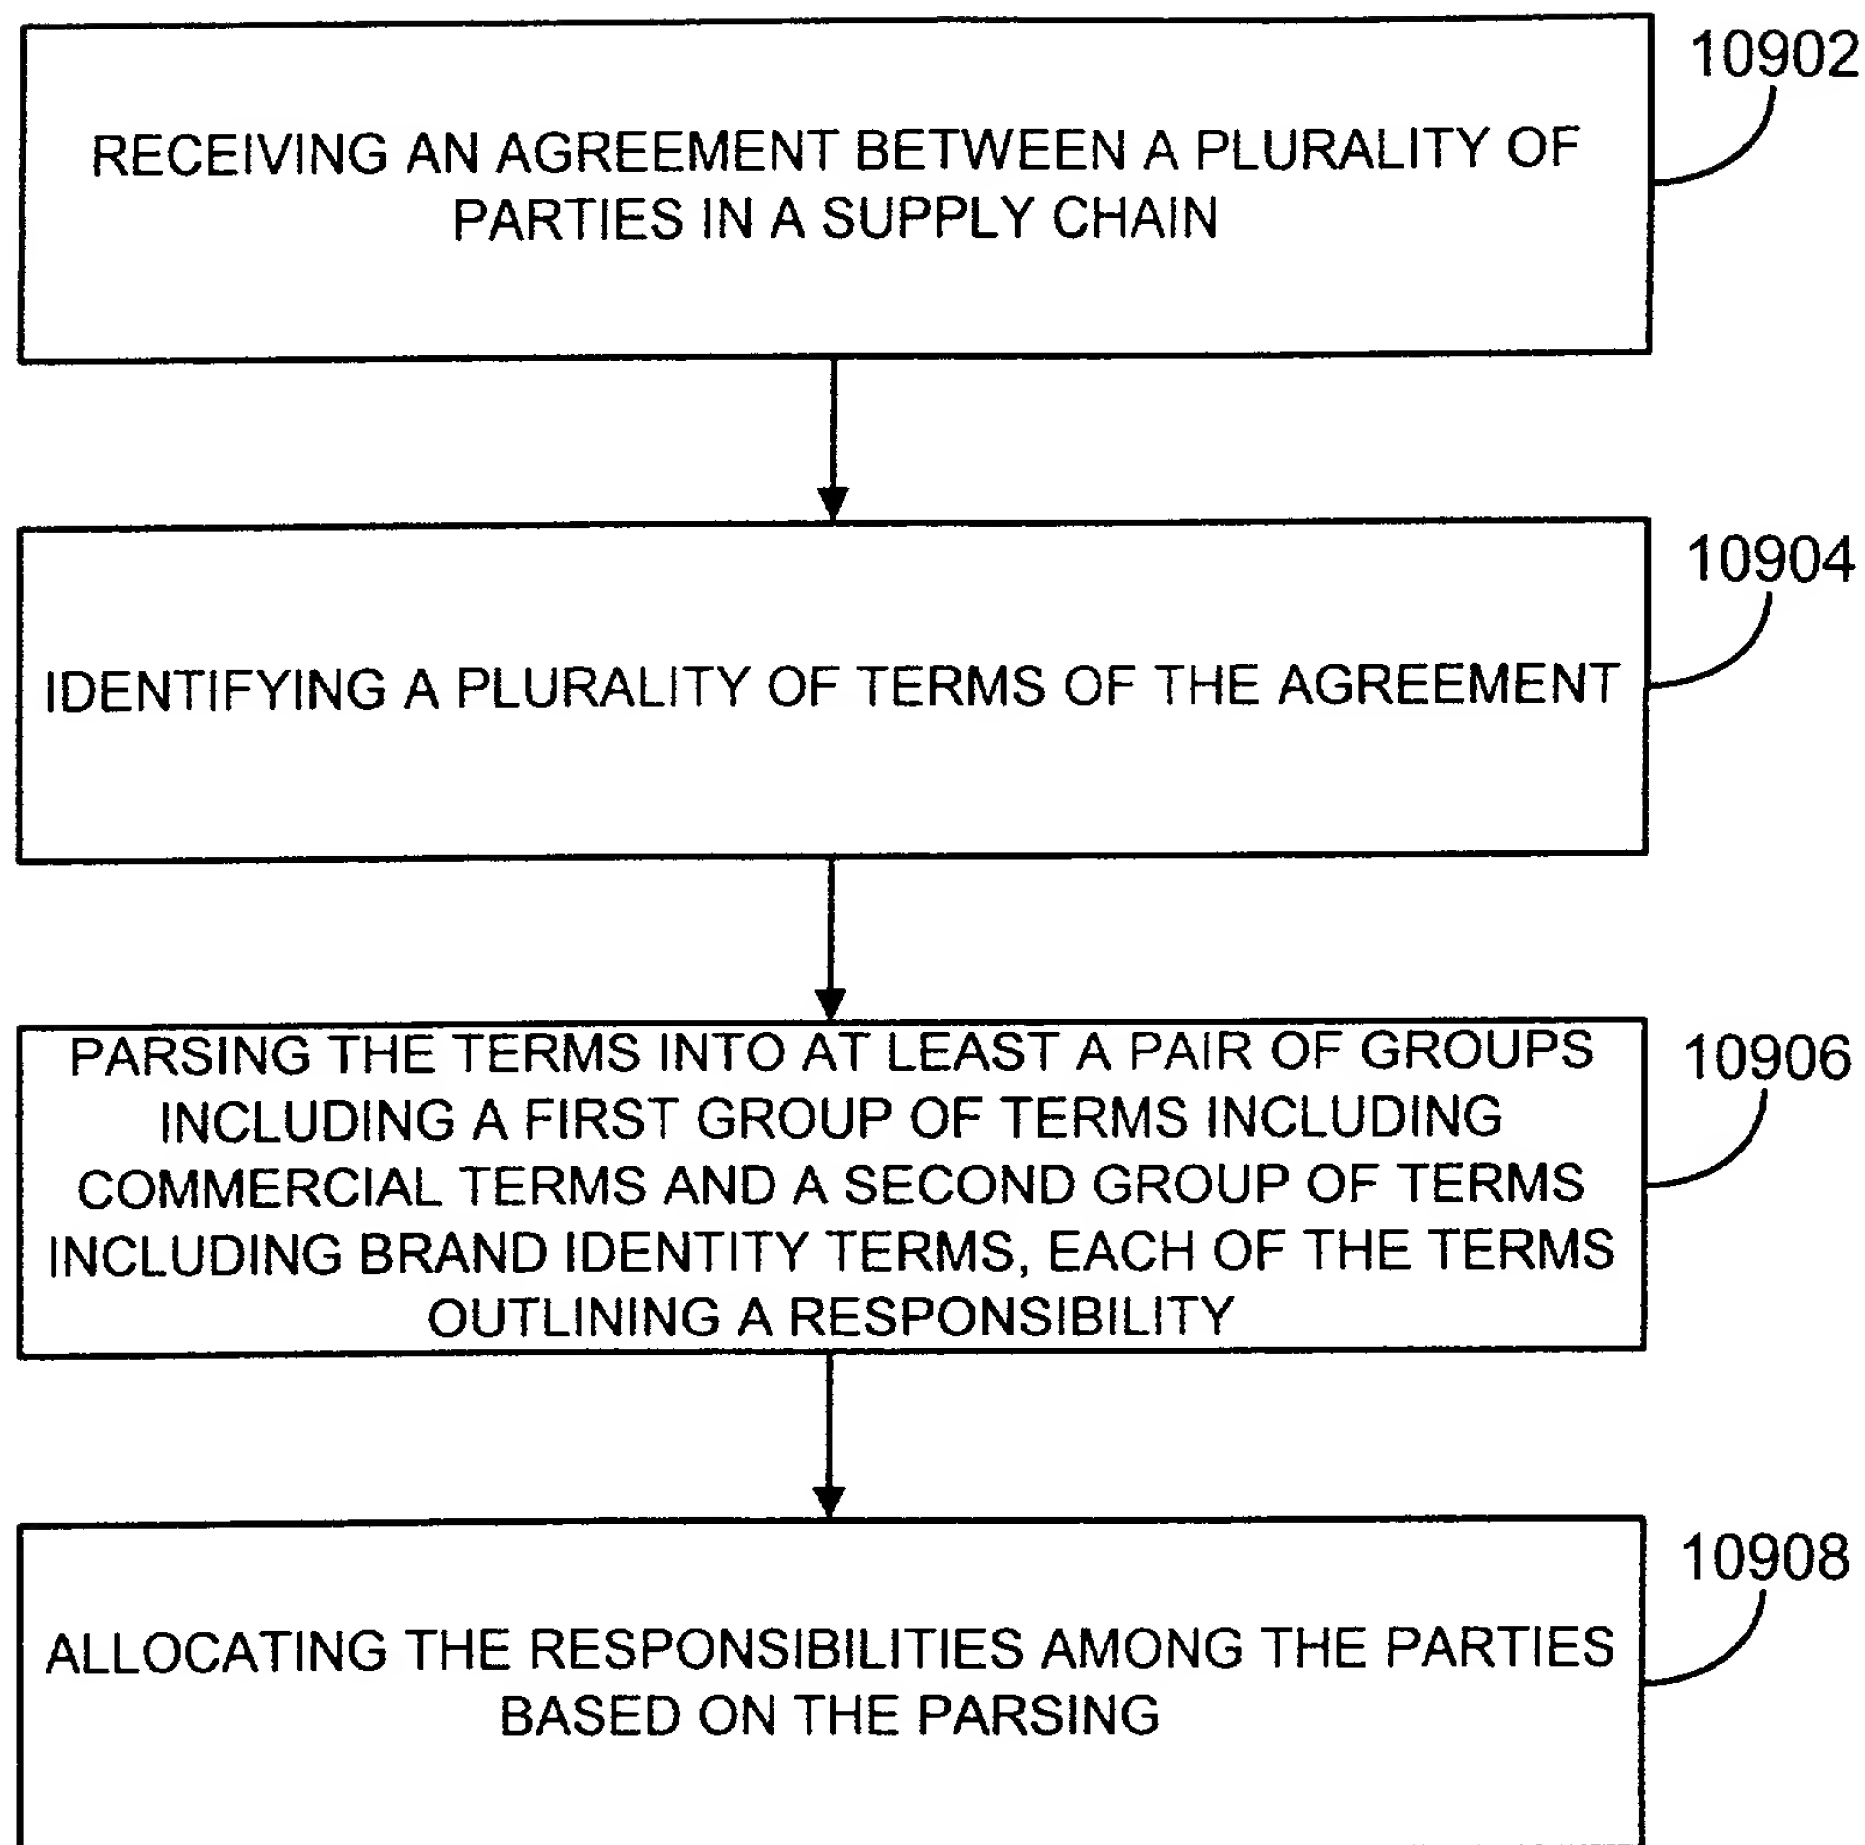 10902
RECEIVING AN AGREEMENT BETWEEN A PLURALITY OF
PARTIES IN A SUPPLY CHAIN
10904
IDENTIFYING A PLURALITY OF TERMS OF THE AGREEMENT
10906
PARSING THE TERMS INTO AT LEAST A PAIR OF GROUPS
INCLUDING A FIRST GROUP OF TERMS INCLUDING
COMMERCIAL TERMS AND A SECOND GROUP OF TERMS
INCLUDING BRAND IDENTITY TERMS, EACH OF THE TERMS
OUTLINING A RESPONSIBILITY
10908
ALLOCATING THE RESPONSIBILITIES AMONG THE PARTIES
BASED ON THE PARSING